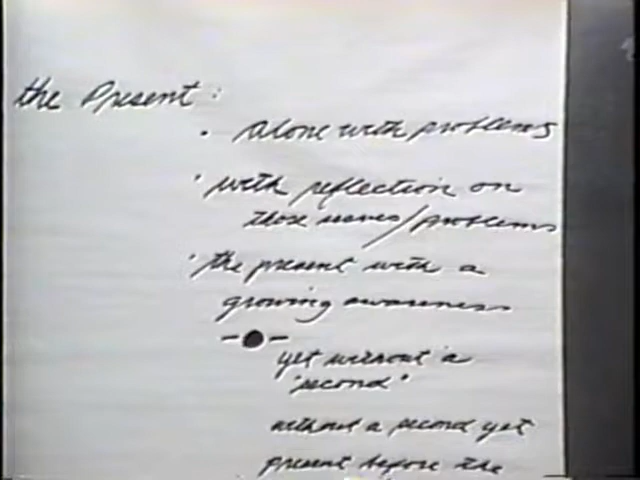 the Present:
• Alone with problems
• with reflection on
those issues/problems
• the present with a
growing awareness
yet without a
"second"
without a second yet
present before the